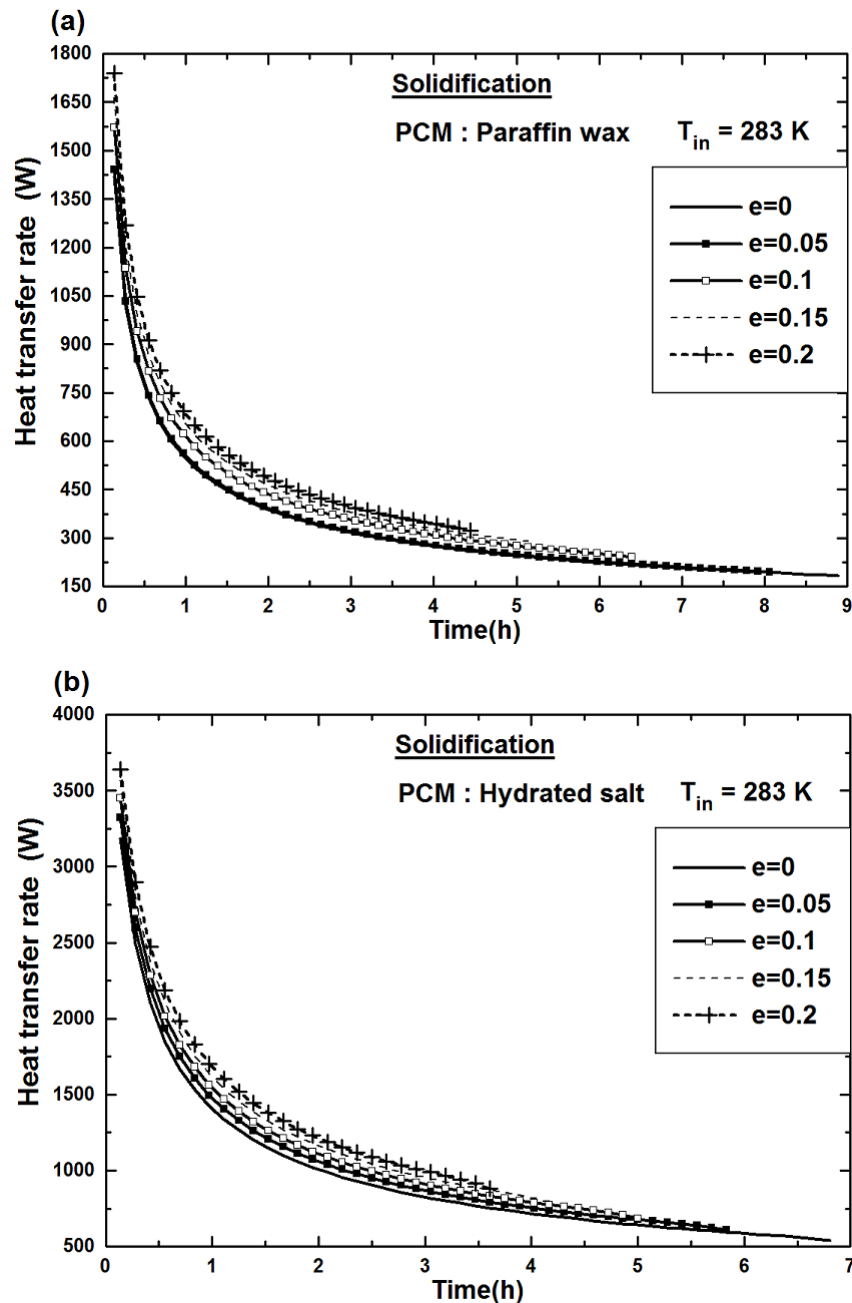 (a)
1800
1650
1500
1350
1200
1050
900
750
600
450
300
150
Heat transfer rate (W)
Solidification
PCM : Paraffin wax T_in = 283 K
e=0
e=0.05
e=0.1
e=0.15
e=0.2
0 1 2 3 4 5 6 7 8 9
Time(h)
(b)
4000
3500
3000
2500
2000
1500
1000
500
Heat transfer rate (W)
Solidification
PCM : Hydrated salt T_in = 283 K
e=0
e=0.05
e=0.1
e=0.15
e=0.2
0 1 2 3 4 5 6 7
Time(h)